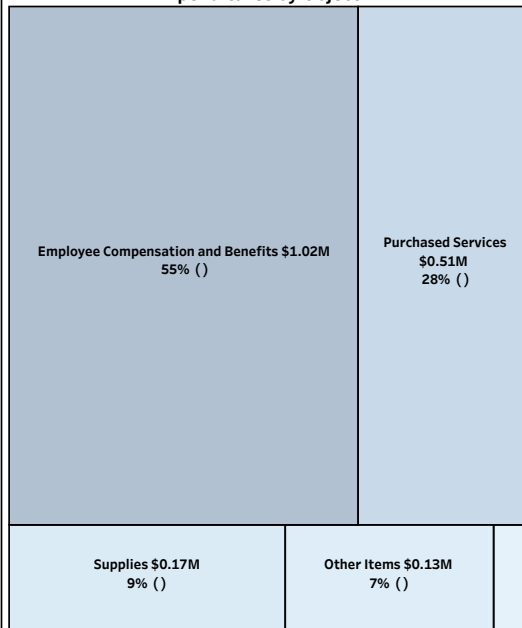 Employee Compensation and Benefits $1.02M
55% ()
Purchased Services
$0.51M
28% ()
Supplies $0.17M
9% ()
Other Items $0.13M
7% ()